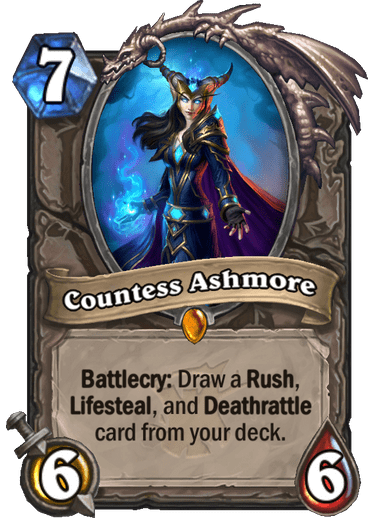 7
Countess Ashmore
Battlecry: Draw a Rush,
Lifesteal, and Deathrattle
card from your deck.
6
6